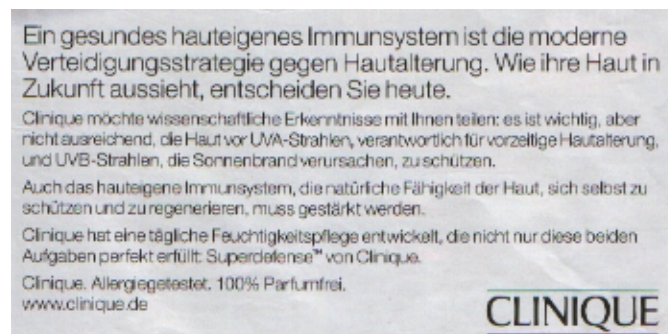 Ein gesundes hauteigenes Immunsystem ist die moderne
Verteidigungsstrategie gegen Hautalterung. Wie ihre Haut in
Zukunft aussieht, entscheiden Sie heute.
Clinique möchte wissenschaftliche Erkenntnisse mit Ihnen teilen: es ist wichtig, aber
nicht ausreichend, die Haut vor UVA-Strahlen, verantwortlich für vorzeitige Hautalterung,
und UVB-Strahlen, die Sonnenbrand verursachen, zu schützen.
Auch das hauteigene Immunsystem, die natürliche Fähigkeit der Haut, sich selbst zu
schützen und zu regenerieren, muss gestärkt werden.
Clinique hat eine tägliche Feuchtigkeitspflege entwickelt, die nicht nur diese beiden
Aufgaben perfekt erfüllt: Superdefense™ von Clinique.
Clinique. Allergiegetestet. 100% Parfumfrei.
www.clinique.de
CLINIQUE